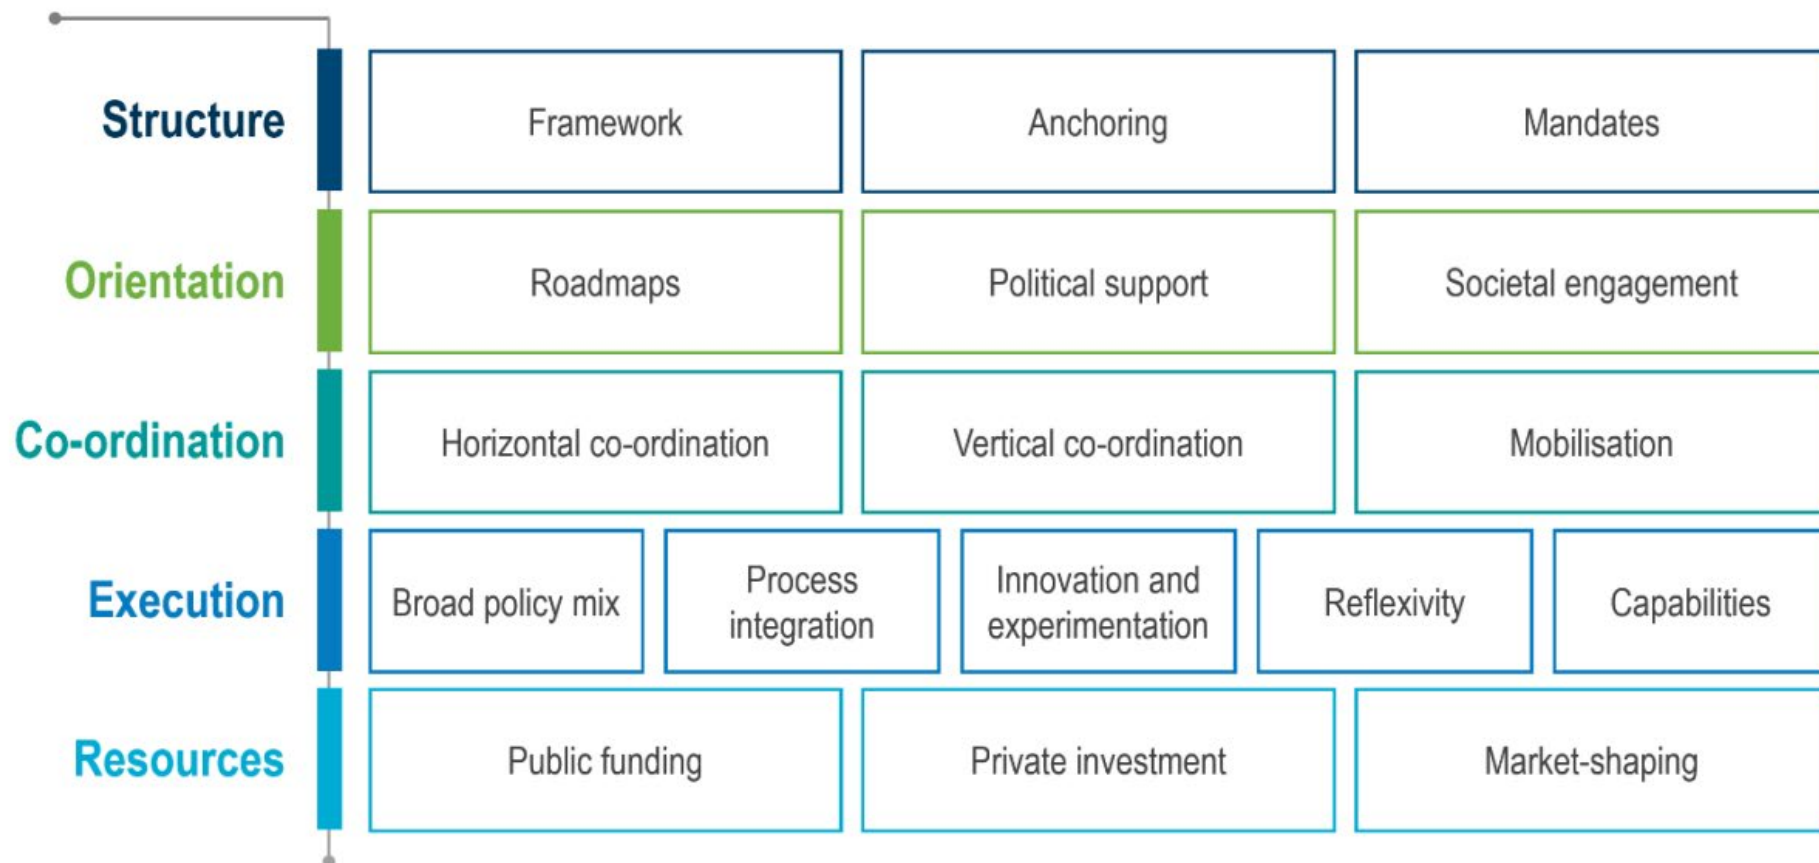 Structure
Framework
Anchoring
Mandates
Orientation
Roadmaps
Political support
Societal engagement
Co-ordination
Horizontal co-ordination
Vertical co-ordination
Mobilisation
Execution
Broad policy mix
Process
integration
Innovation and
experimentation
Reflexivity
Capabilities
Resources
Public funding
Private investment
Market-shaping